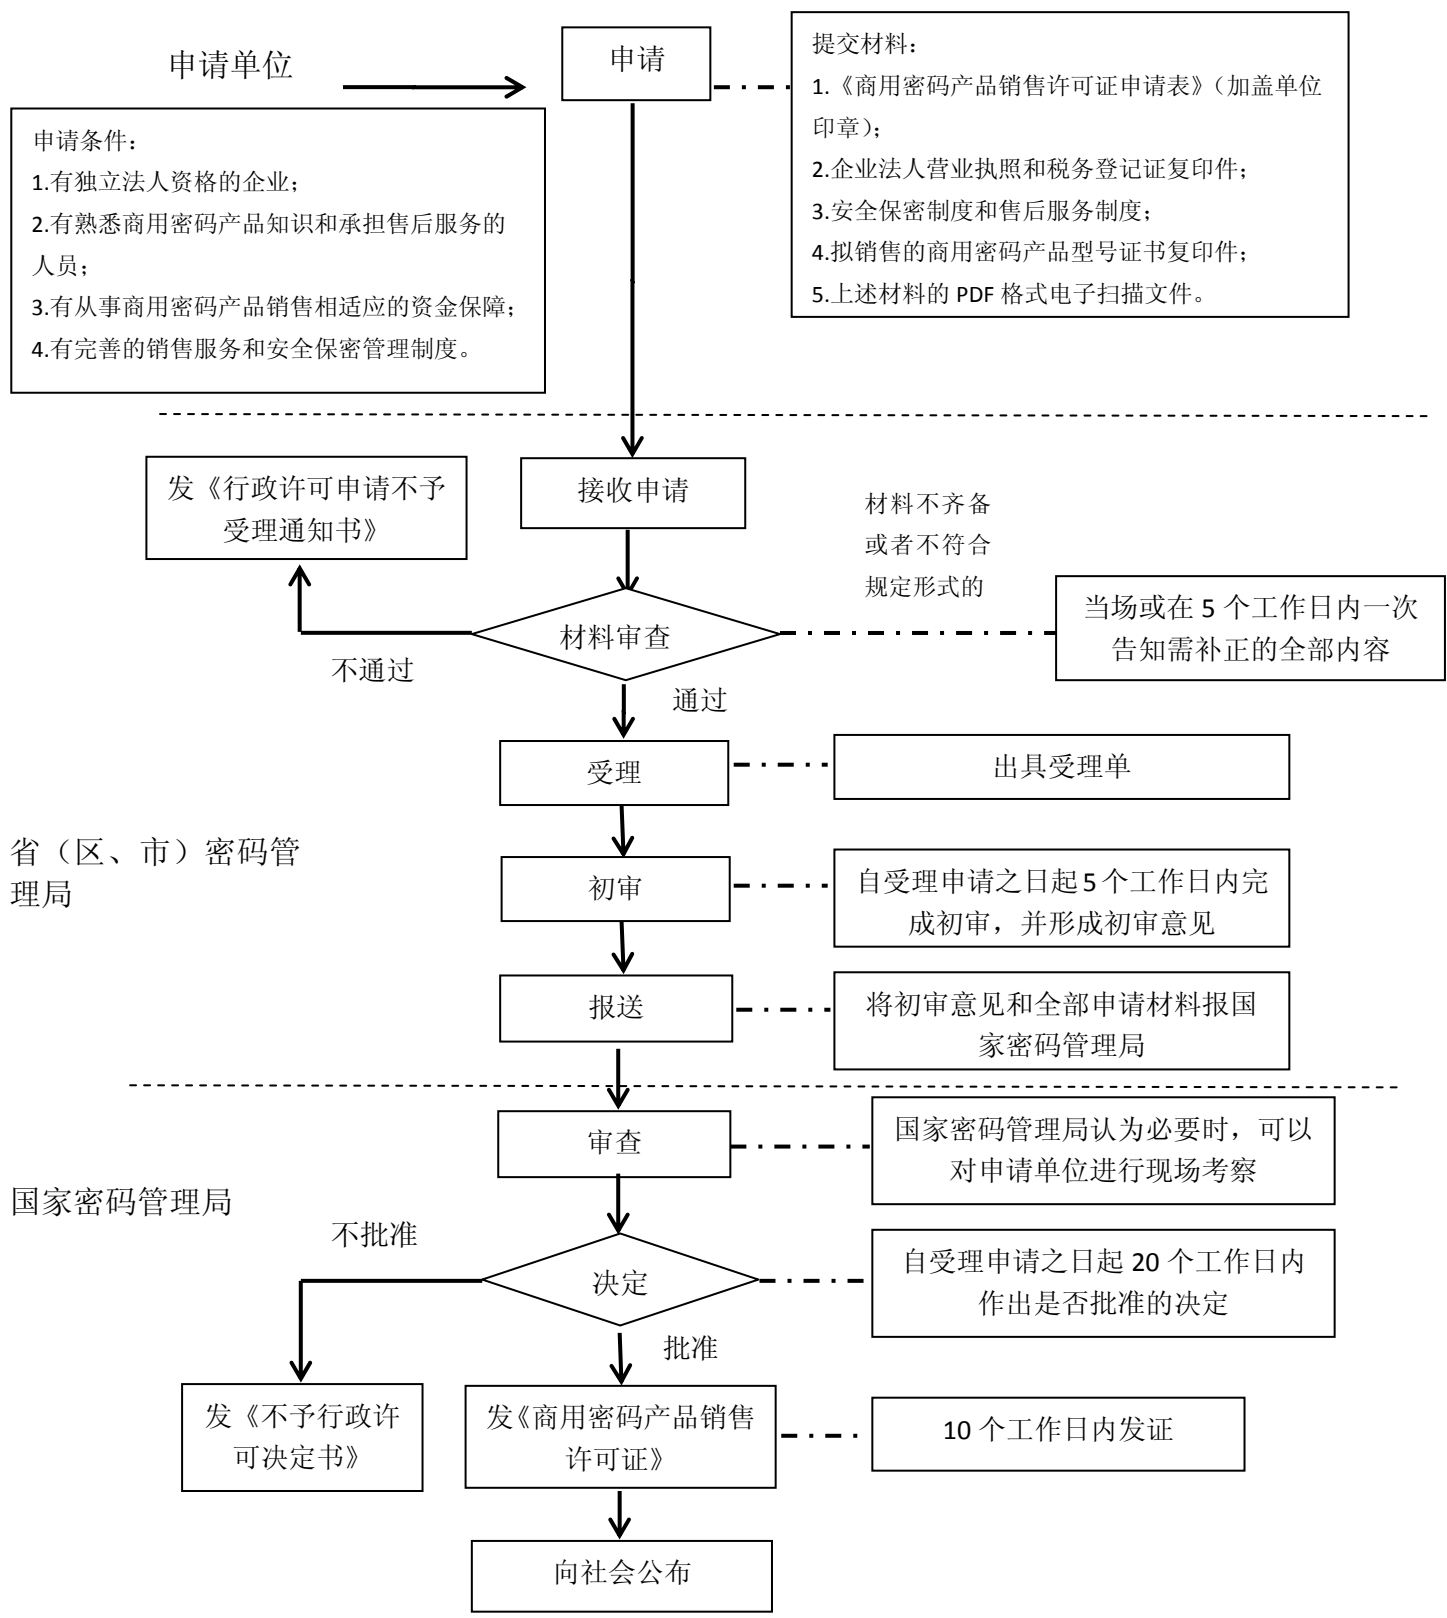 申请单位
申请
提交材料：
1.《商用密码产品销售许可证申请表》（加盖单位
印章）；
2.企业法人营业执照和税务登记证复印件；
3.安全保密制度和售后服务制度；
4.拟销售的商用密码产品型号证书复印件；
5.上述材料的 PDF 格式电子扫描文件。
申请条件：
1.有独立法人资格的企业；
2.有熟悉商用密码产品知识和承担售后服务的
人员；
3.有从事商用密码产品销售相适应的资金保障；
4.有完善的销售服务和安全保密管理制度。
发《行政许可申请不予
受理通知书》
接收申请
材料不齐备
或者不符合
规定形式的
当场或在 5 个工作日内一次
告知需补正的全部内容
材料审查
不通过
通过
受理
出具受理单
省（区、市）密码管
理局
初审
自受理申请之日起 5 个工作日内完
成初审，并形成初审意见
报送
将初审意见和全部申请材料报国
家密码管理局
审查
国家密码管理局认为必要时，可以
对申请单位进行现场考察
国家密码管理局
不批准
决定
自受理申请之日起 20 个工作日内
作出是否批准的决定
批准
发《不予行政许
可决定书》
发《商用密码产品销售
许可证》
10 个工作日内发证
向社会公布